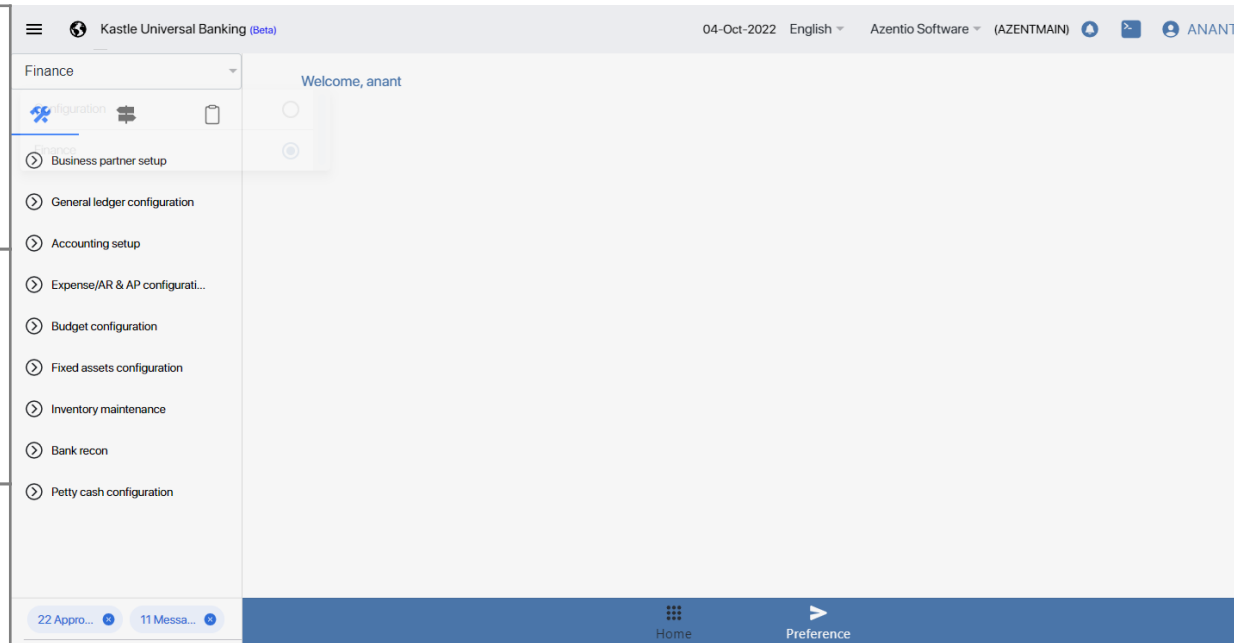 Kastle Universal Banking (Beta)
04-Oct-2022 English Azentio Software (AZENTMAIN) ANANT
Finance
Welcome, anant
Configuration
Finance
Business partner setup
General ledger configuration
Accounting setup
Expense/AR & AP configurati...
Budget configuration
Fixed assets configuration
Inventory maintenance
Bank recon
Petty cash configuration
22 Appro... 11 Messa...
Home Preference